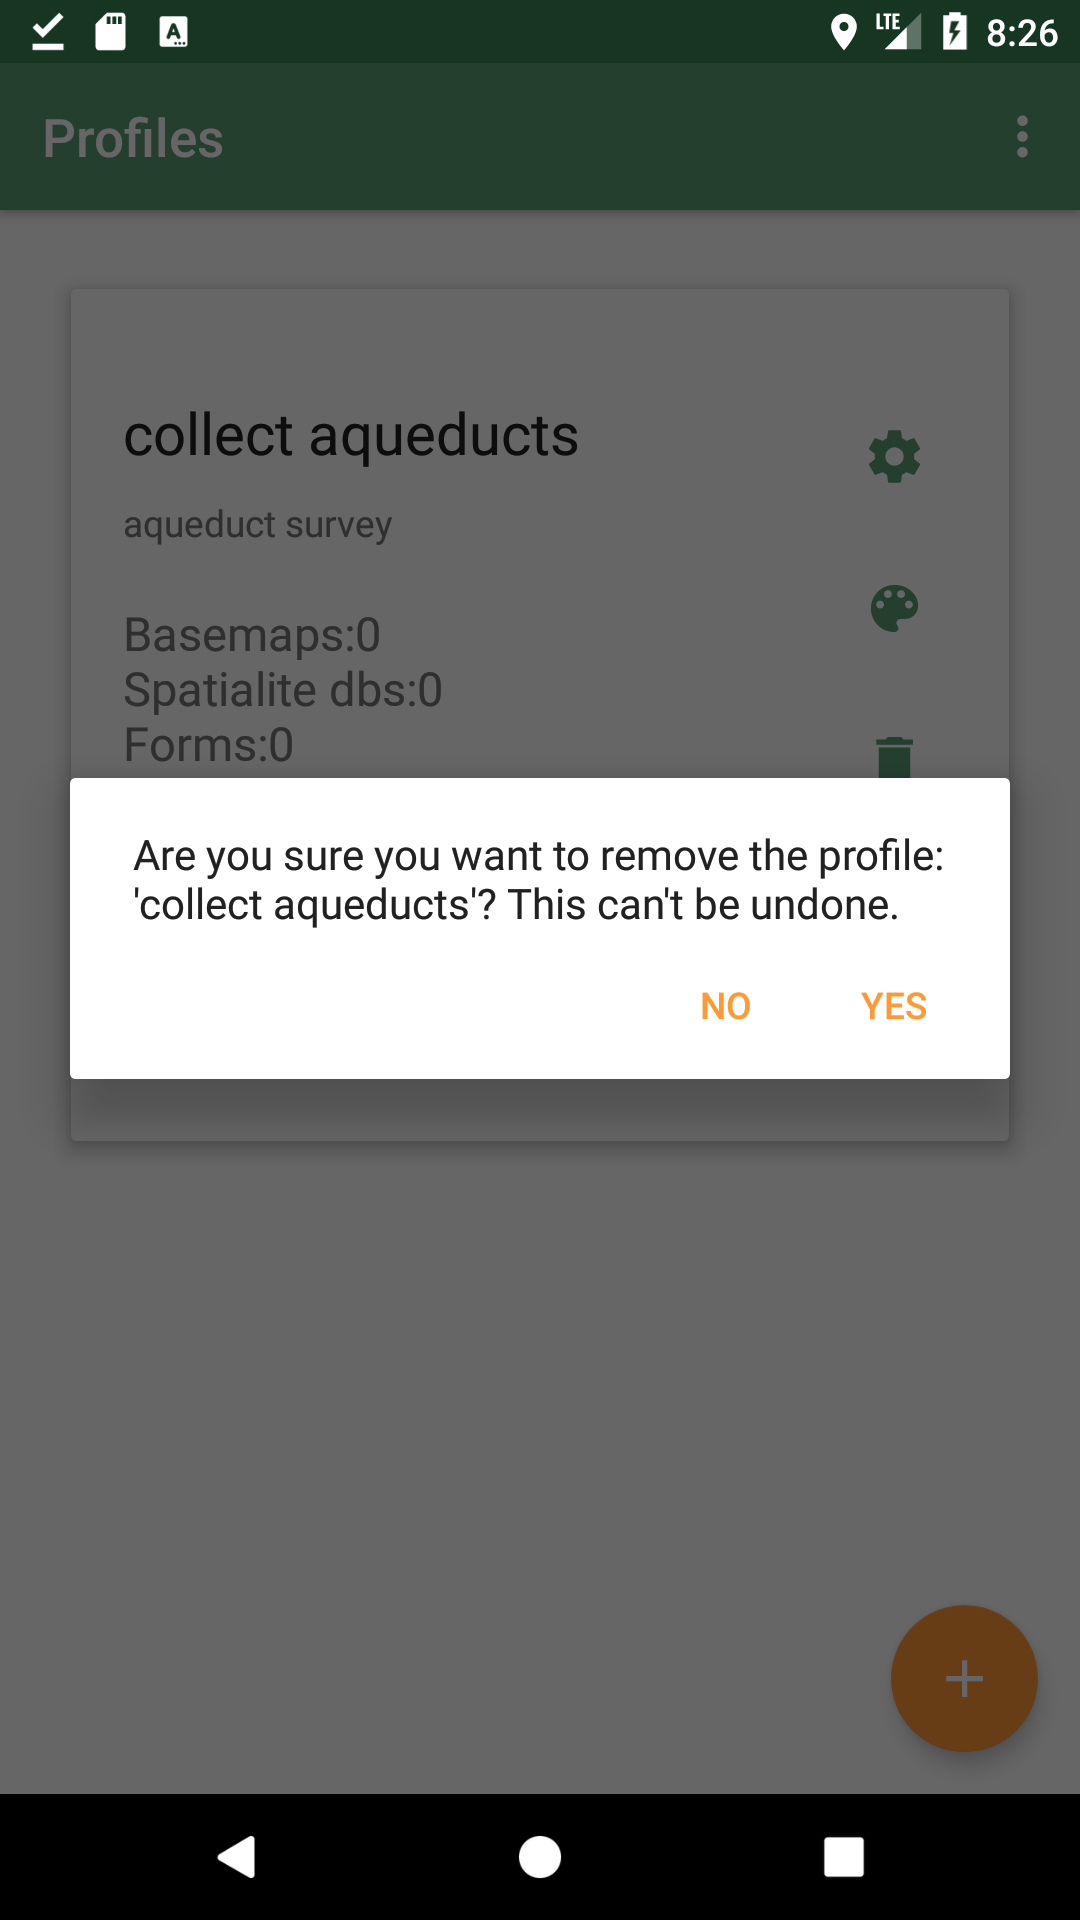 LTE 8:26
Profiles
collect aqueducts
aqueduct survey
Basemaps:0
Spatialite dbs:0
Forms:0
Are you sure you want to remove the profile:
'collect aqueducts'? This can't be undone.
NO YES